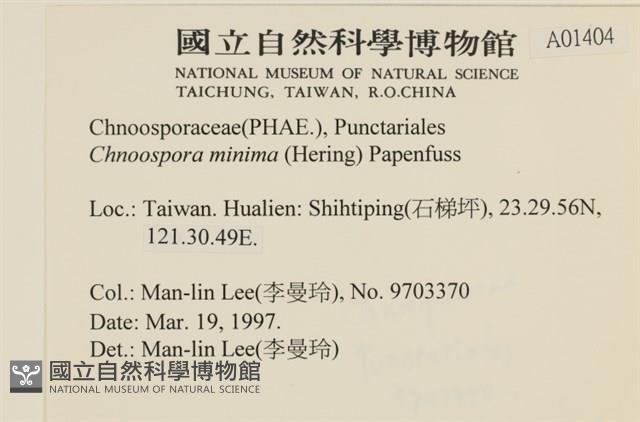 國立自然科學博物館
A01404
NATIONAL MUSEUM OF NATURAL SCIENCE
TAICHUNG, TAIWAN, R.O.CHINA
Chnoosporaceae(PHAE.), Punctariales
Chnoospora minima (Hering) Papenfuss
Loc.: Taiwan. Hualien: Shihtiping(石梯坪), 23.29.56N,
121.30.49E.
Col.: Man-lin Lee(李曼玲), No. 9703370
Date: Mar. 19, 1997.
Det.: Man-lin Lee(李曼玲)
國立自然科學博物館
NATIONAL MUSEUM OF NATURAL SCIENCE